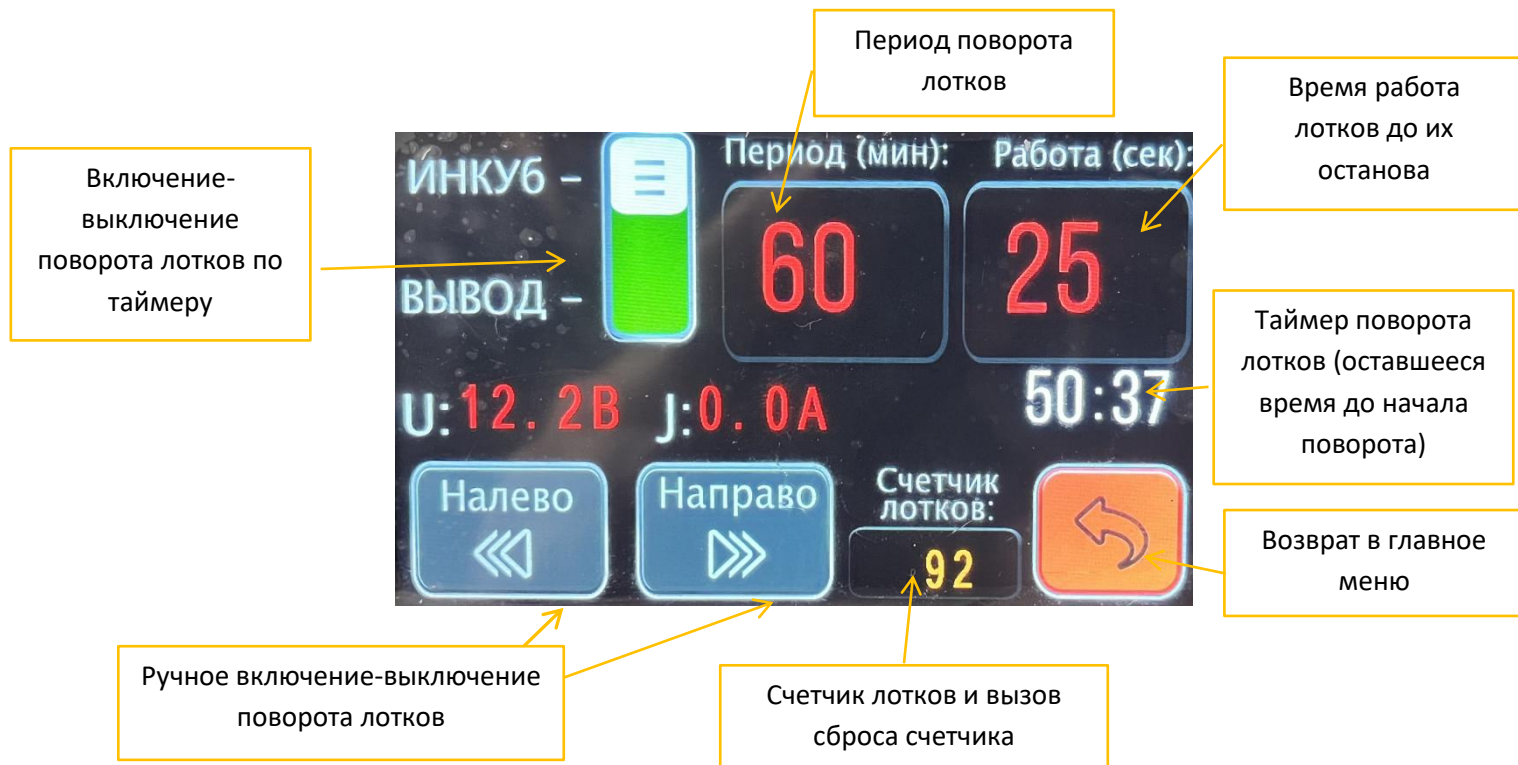 Период поворота
лотков
Время работа
лотков до их
останова
Включение-
выключение
поворота лотков по
таймеру
ИНКУБ –
ВЫВОД –
Период (мин):
Работа (сек):
60
25
Таймер поворота
лотков (оставшееся
время до начала
поворота)
U: 12.2В J: 0.0А
50:37
Налево
Направо
Счетчик
лотков:
92
Возврат в главное
меню
Ручное включение-выключение
поворота лотков
Счетчик лотков и вызов
сброса счетчика